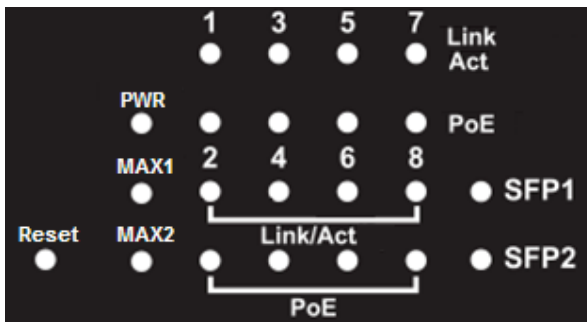 1 3 5 7 Link
Act
PWR PoE
MAX1 2 4 6 8 SFP1
Reset MAX2 Link/Act SFP2
PoE